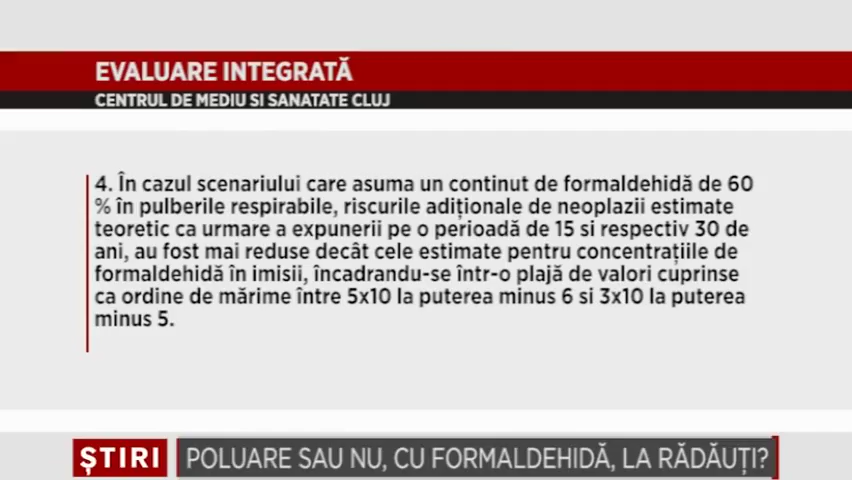 EVALUARE INTEGRATĂ
CENTRUL DE MEDIU SI SANATATE CLUJ
4. În cazul scenariului care asuma un continut de formaldehidă de 60
% în pulberile respirabile, riscurile adiționale de neoplazii estimate
teoretic ca urmare a expunerii pe o perioadă de 15 si respectiv 30 de
ani, au fost mai reduse decât cele estimate pentru concentrațiile de
formaldehidă în imisii, încadrandu-se într-o plajă de valori cuprinse
ca ordine de mărime între 5x10 la puterea minus 6 si 3x10 la puterea
minus 5.
ȘTIRI
POLUARE SAU NU, CU FORMALDEHIDĂ, LA RĂDĂUȚI?